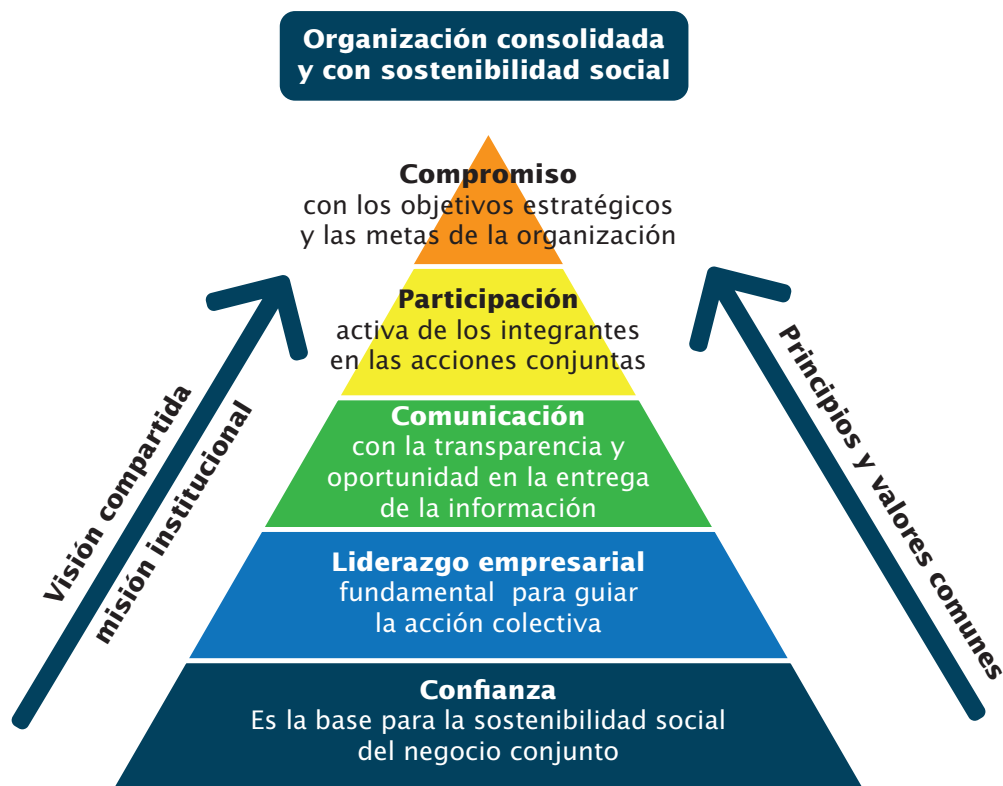 Organización consolidada
y con sostenibilidad social
Compromiso
con los objetivos estratégicos
y las metas de la organización
Participación
activa de los integrantes
en las acciones conjuntas
Comunicación
con la transparencia y
oportunidad en la entrega
de la información
Liderazgo empresarial
fundamental para guiar
la acción colectiva
Confianza
Es la base para la sostenibilidad social
del negocio conjunto
Visión compartida
misión institucional
Principios y valores comunes